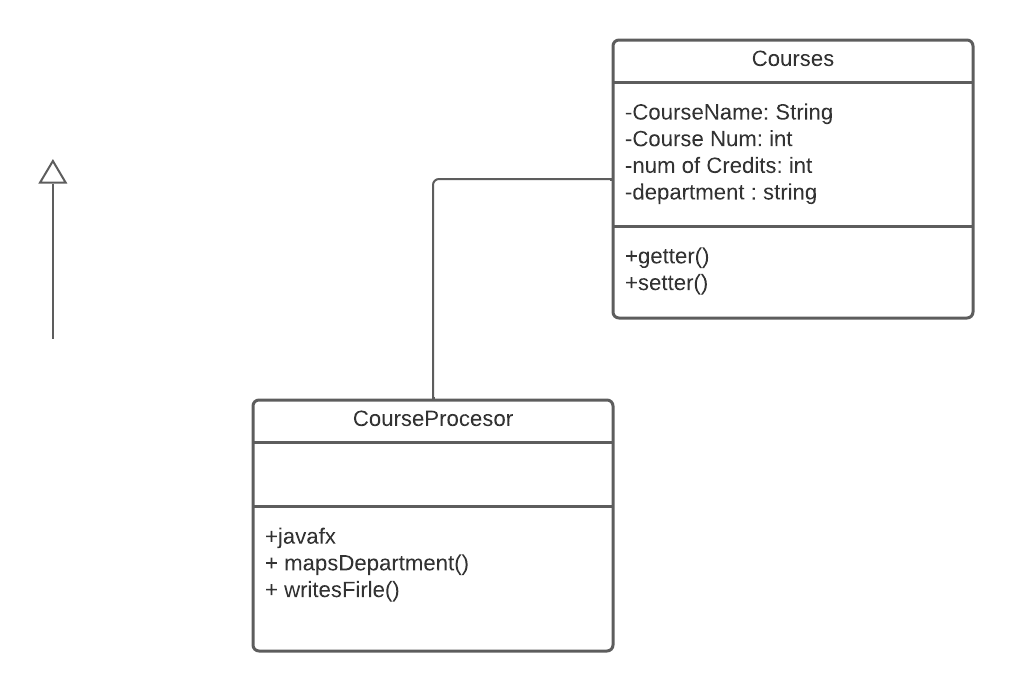 Courses
-CourseName: String
-Course Num: int
-num of Credits: int
-department : string
+getter()
+setter()
CourseProcesor
+javafx
+ mapsDepartment()
+ writesFirle()